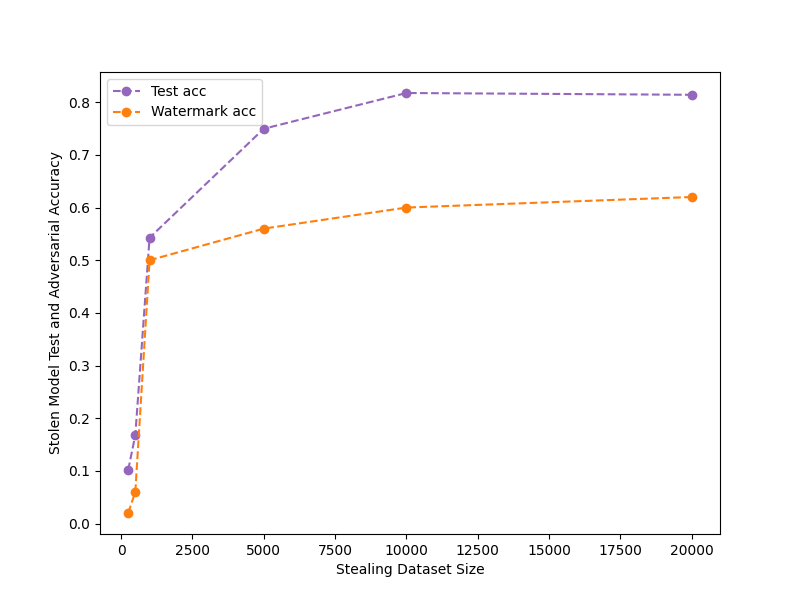 Test acc
Watermark acc
Stolen Model Test and Adversarial Accuracy
0.8
0.7
0.6
0.5
0.4
0.3
0.2
0.1
0.0
0 2500 5000 7500 10000 12500 15000 17500 20000
Stealing Dataset Size